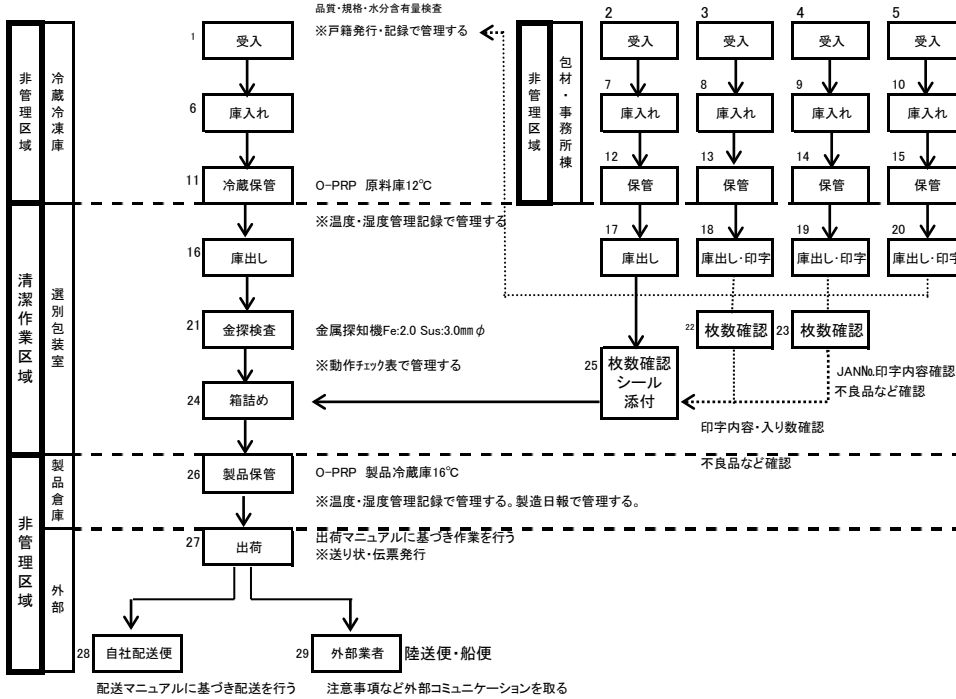 品質・規格・水分含有量検査
※戸籍発行・記録で管理する
非管理区域
冷蔵冷凍庫
非管理区域
包材・事務所棟
1 受入
2 受入
3 受入
4 受入
5 受入
6 庫入れ
7 庫入れ
8 庫入れ
9 庫入れ
10 庫入れ
11 冷蔵保管
O-PRP 原料庫12℃
12 保管
13 保管
14 保管
15 保管
※温度・湿度管理記録で管理する
清潔作業区域
選別包装室
16 庫出し
17 庫出し
18 庫出し・印字
19 庫出し・印字
20 庫出し・印字
21 金探検査
金属探知機Fe:2.0 Sus:3.0㎜φ
※動作チェック表で管理する
22 枚数確認
23 枚数確認
24 箱詰め
25 枚数確認
シール
添付
JAN№.印字内容確認
不良品など確認
印字内容・入り数確認
不良品など確認
非管理区域
製品倉庫
26 製品保管
O-PRP 製品冷蔵庫16℃
※温度・湿度管理記録で管理する。製造日報で管理する。
外部
27 出荷
出荷マニュアルに基づき作業を行う
※送り状・伝票発行
28 自社配送便
29 外部業者
陸送便・船便
配送マニュアルに基づき配送を行う
注意事項など外部コミュニケーションを取る